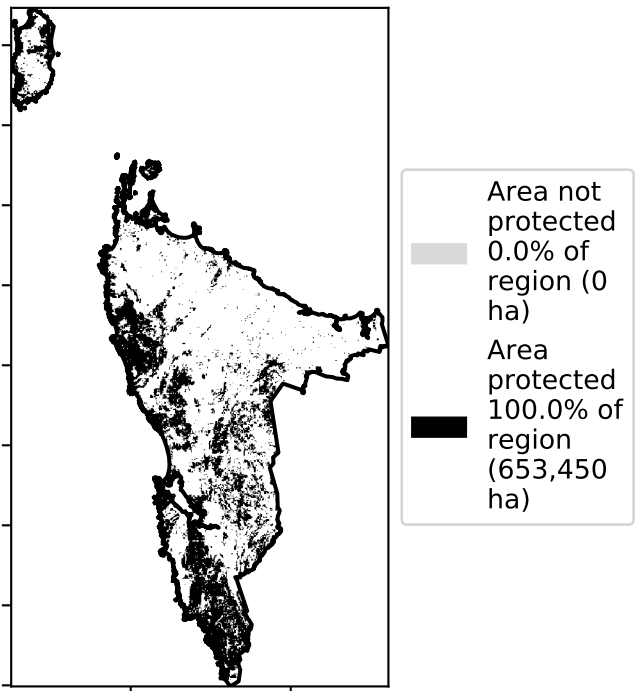 Area not
protected
0.0% of
region (0
ha)
Area
protected
100.0% of
region
(653,450
ha)